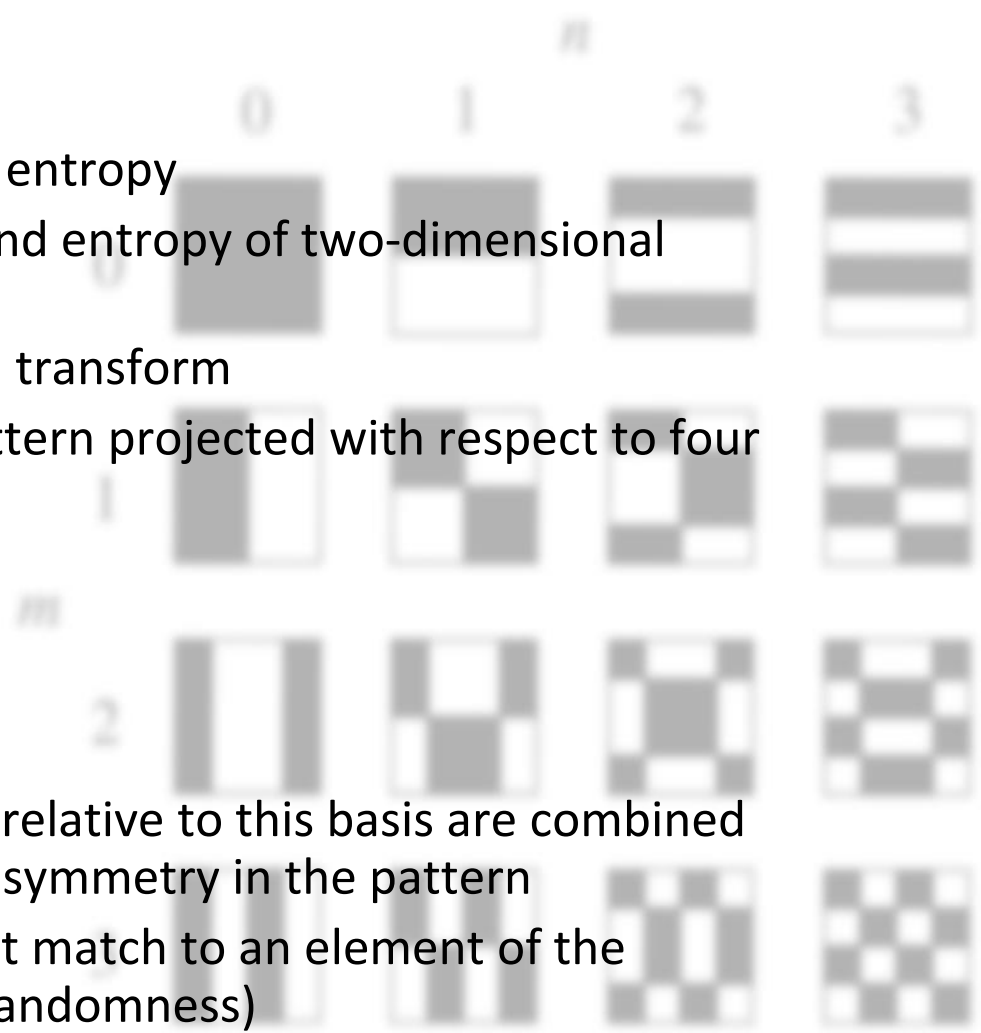 n
0 1 2 3
entropy
nd entropy of two-dimensional
0
transform
ttern projected with respect to four
1
m
2
relative to this basis are combined
symmetry in the pattern
t match to an element of the
andomness)